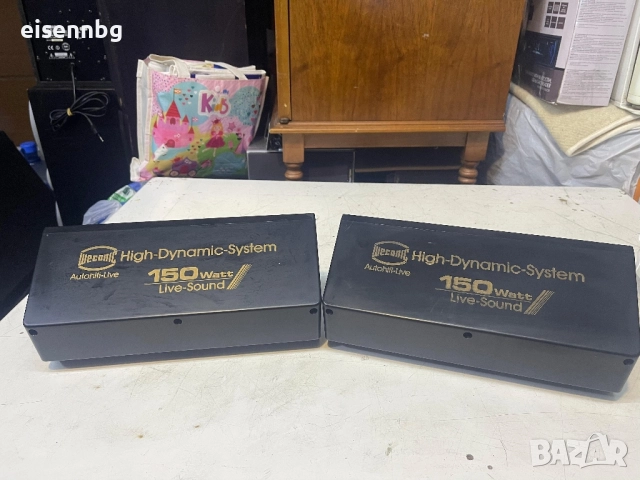 eisennbg
Kids
High-Dynamic-System
Autohifi-Live
150 Watt
Live-Sound
High-Dynamic-System
Autohifi-Live
150 Watt
Live-Sound
BAZAR